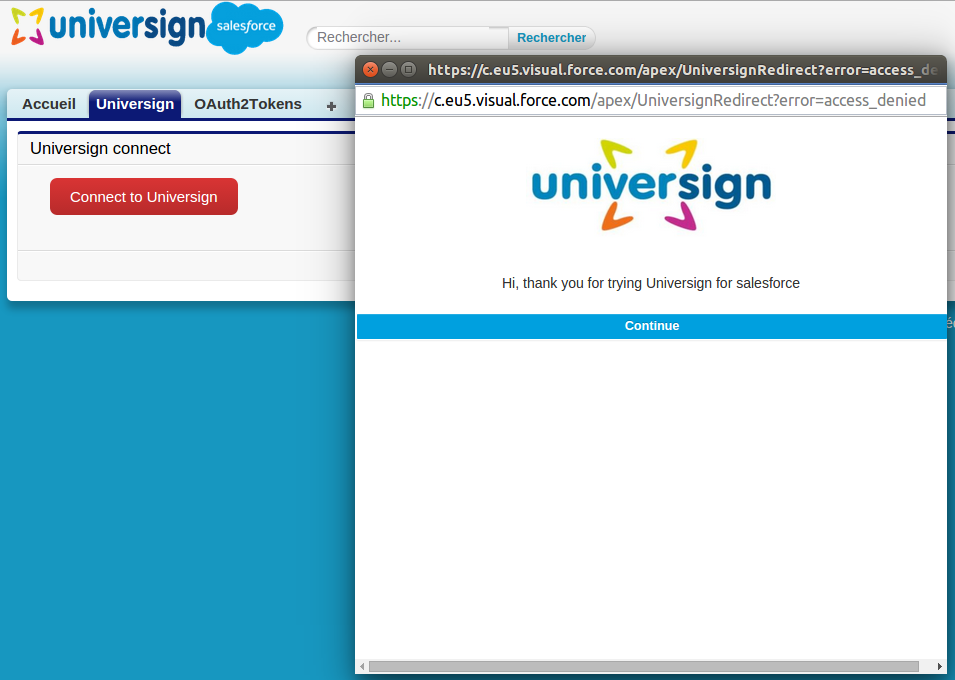 universign
salesforce
Rechercher...
Rechercher
Accueil
Universign
OAuth2Tokens
Universign connect
Connect to Universign
https://c.eu5.visual.force.com/apex/UniversignRedirect?error=access_de
https://c.eu5.visual.force.com/apex/UniversignRedirect?error=access_denied
universign
Hi, thank you for trying Universign for salesforce
Continue